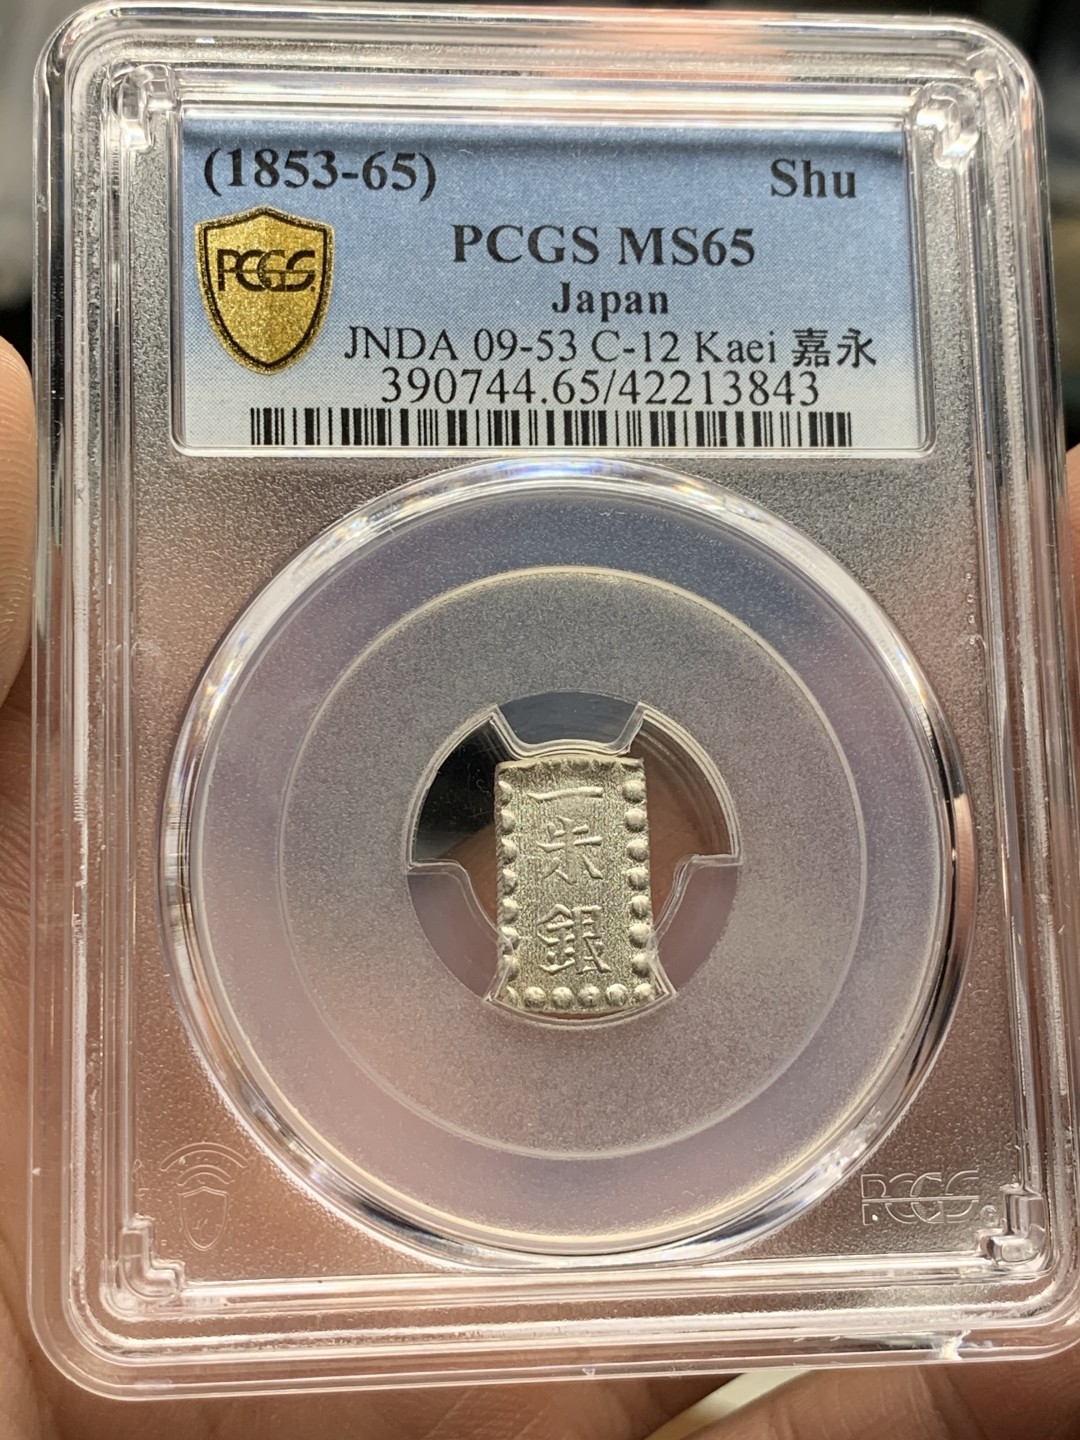 (1853-65) Shu
PCGS MS65
PCGS
Japan
JNDA 09-53 C-12 Kaei 嘉永
390744.65/42213843
一
朱
銀
PCGS